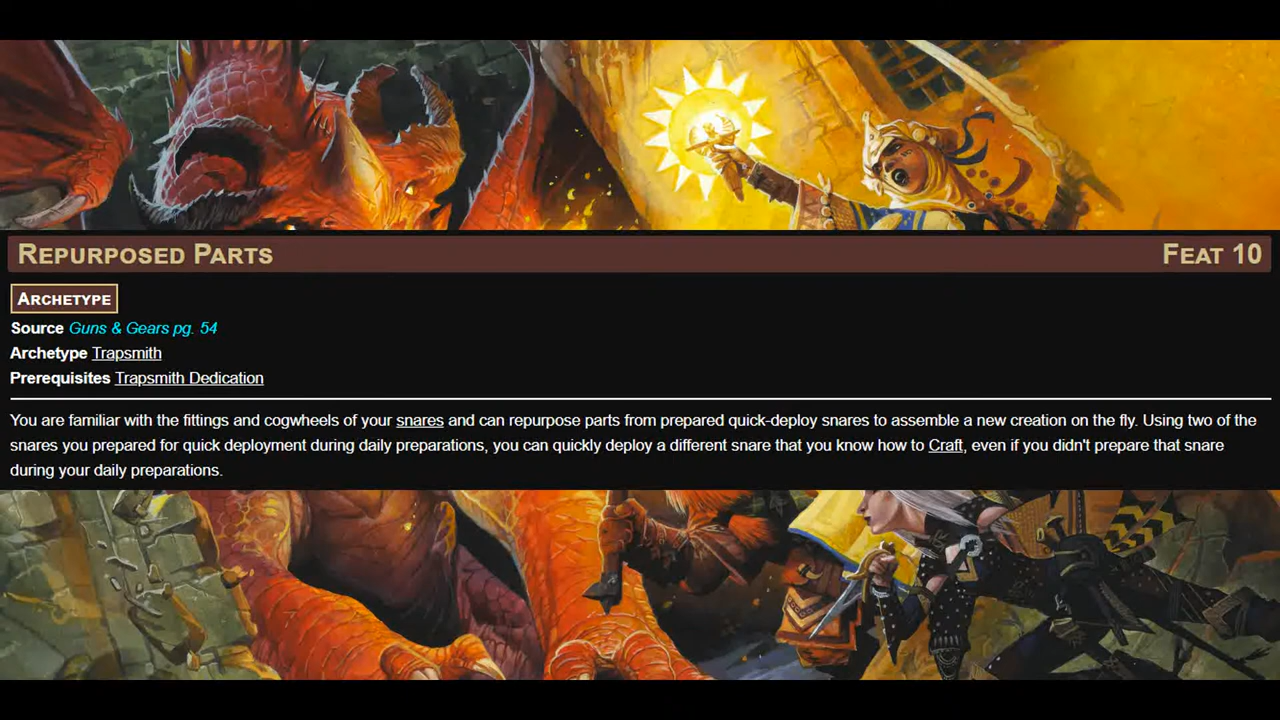 Repurposed Parts Feat 10
Archetype
Source Guns & Gears pg. 54
Archetype Trapsmith
Prerequisites Trapsmith Dedication
You are familiar with the fittings and cogwheels of your snares and can repurpose parts from prepared quick-deploy snares to assemble a new creation on the fly. Using two of the
snares you prepared for quick deployment during daily preparations, you can quickly deploy a different snare that you know how to Craft, even if you didn't prepare that snare
during your daily preparations.